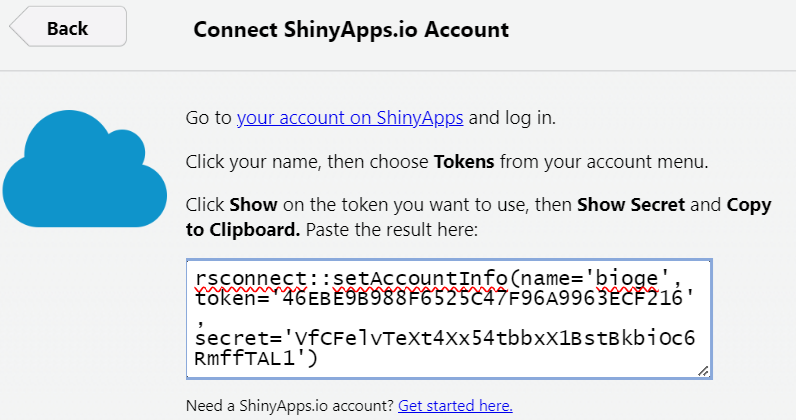 Back
Connect ShinyApps.io Account
Go to your account on ShinyApps and log in.
Click your name, then choose Tokens from your account menu.
Click Show on the token you want to use, then Show Secret and Copy
to Clipboard. Paste the result here:
rsconnect::setAccountInfo(name='bioge',
token='46EBE9B988F6525C47F96A9963ECF216'
,
secret='VfCFelvTeXt4Xx54tbbxX1BstBkbiOc6
RmffTAL1')
Need a ShinyApps.io account? Get started here.